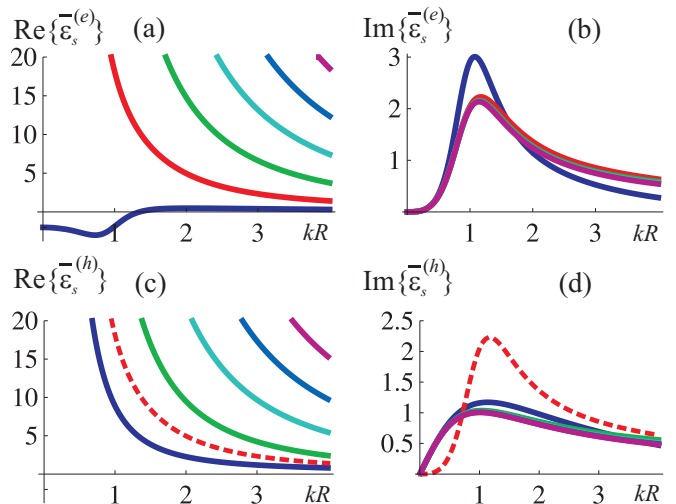 Re{ε̄ₛ⁽ᵉ⁾} (a)
20
15
10
5
1 2 3 kR
Im{ε̄ₛ⁽ᵉ⁾} (b)
3
2
1
1 2 3 kR
Re{ε̄ₛ⁽ʰ⁾} (c)
20
15
10
5
1 2 3 kR
Im{ε̄ₛ⁽ʰ⁾} (d)
2.5
2
1.5
1
0.5
1 2 3 kR